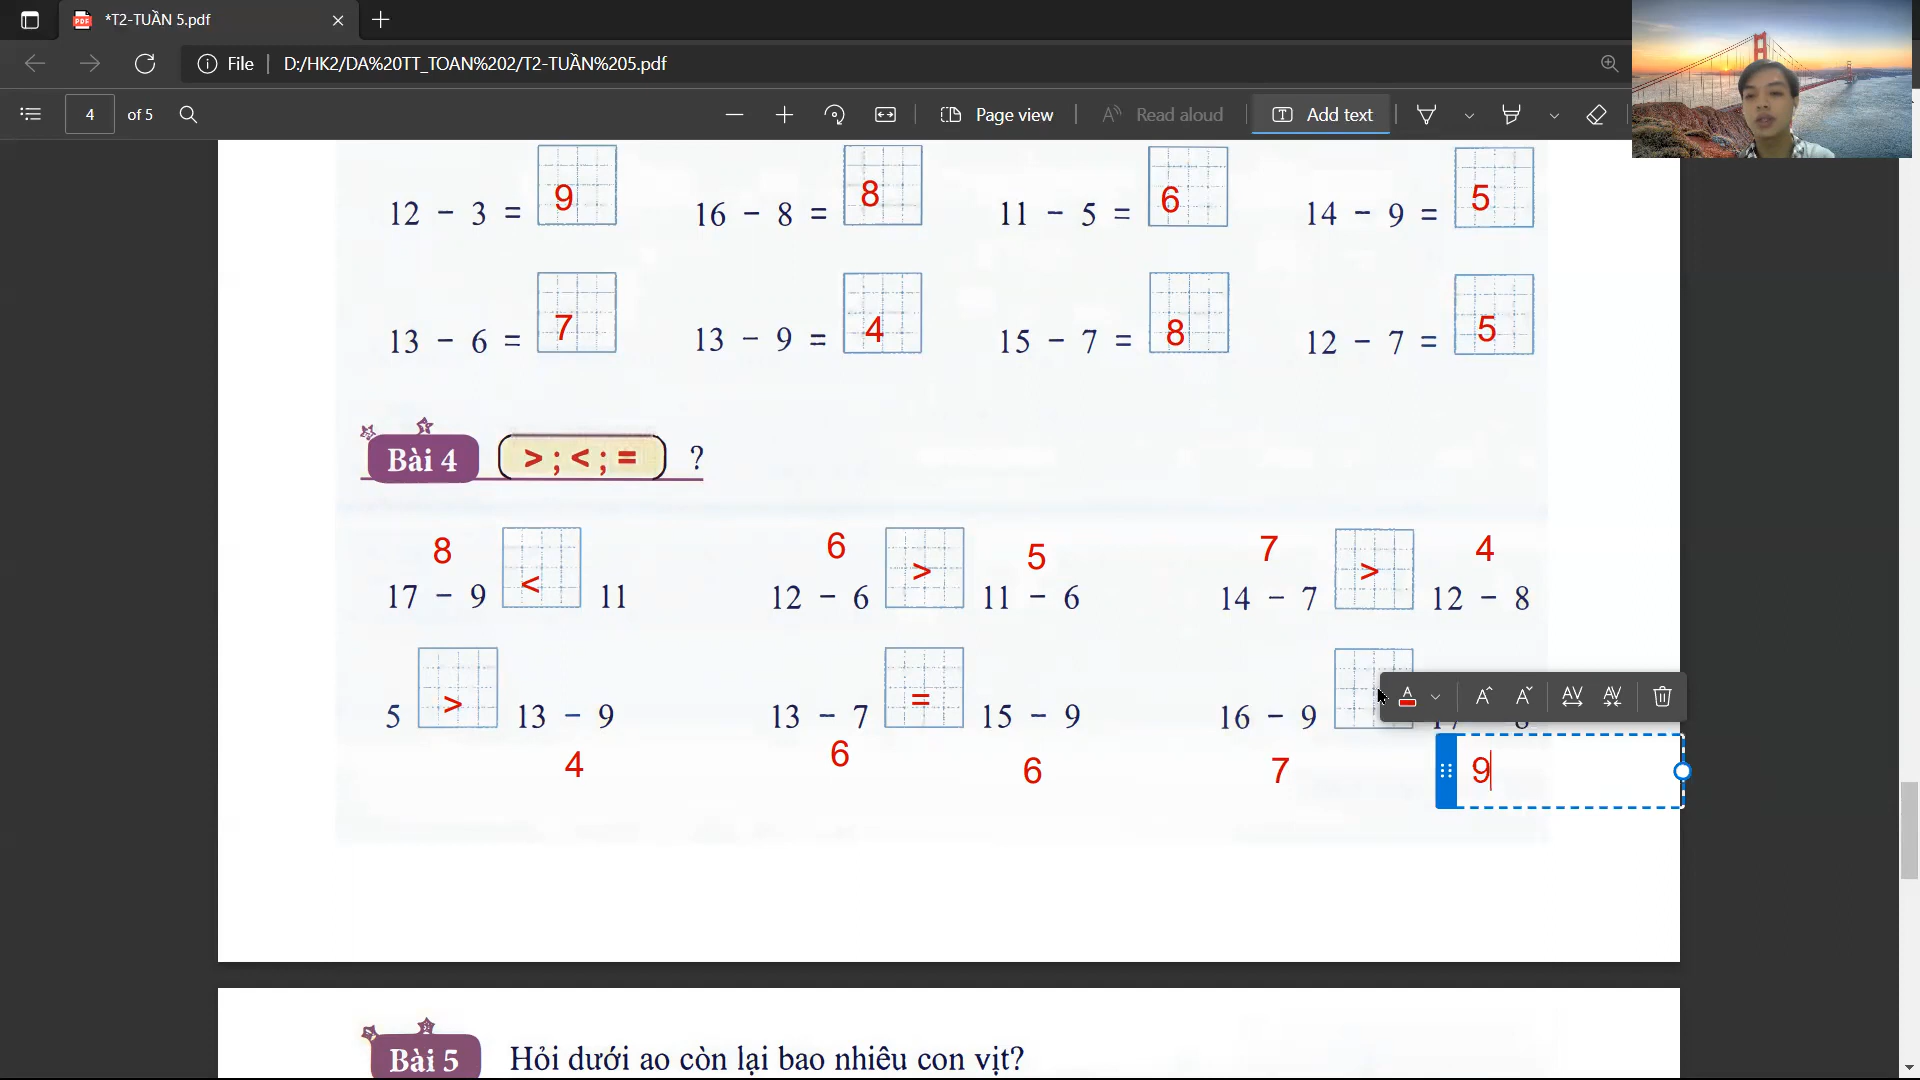 *T2-TUẦN 5.pdf
File D:/HK2/DA%20TT_TOAN%202/T2-TUẦN%205.pdf
4 of 5 Page view Read aloud Add text
12 - 3 = 9 16 - 8 = 8 11 - 5 = 6 14 - 9 = 5
13 - 6 = 7 13 - 9 = 4 15 - 7 = 8 12 - 7 = 5
Bài 4 > ; < ; = ?
8 6 5 7 4
17 - 9 < 11 12 - 6 > 11 - 6 14 - 7 > 12 - 8
5 > 13 - 9 13 - 7 = 15 - 9 16 - 9
4 6 6 7 9
Bài 5 Hỏi dưới ao còn lại bao nhiêu con vịt?